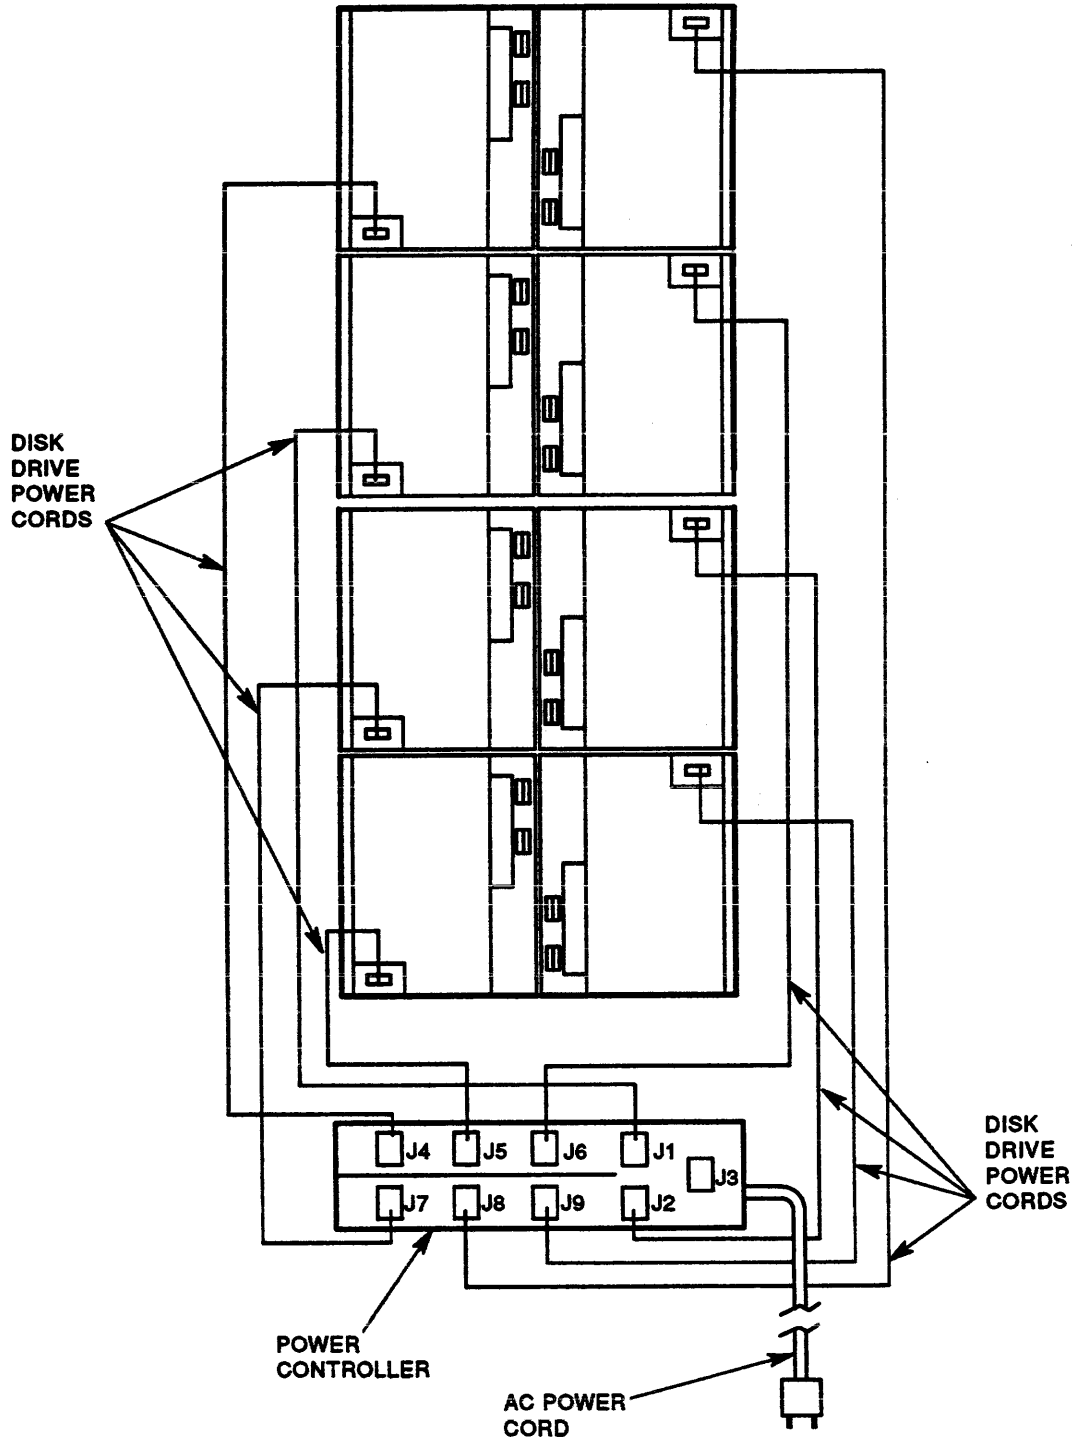 DISK
DRIVE
POWER
CORDS
J4 J5 J6 J1
J3
J7 J8 J9 J2
DISK
DRIVE
POWER
CORDS
POWER
CONTROLLER
AC POWER
CORD